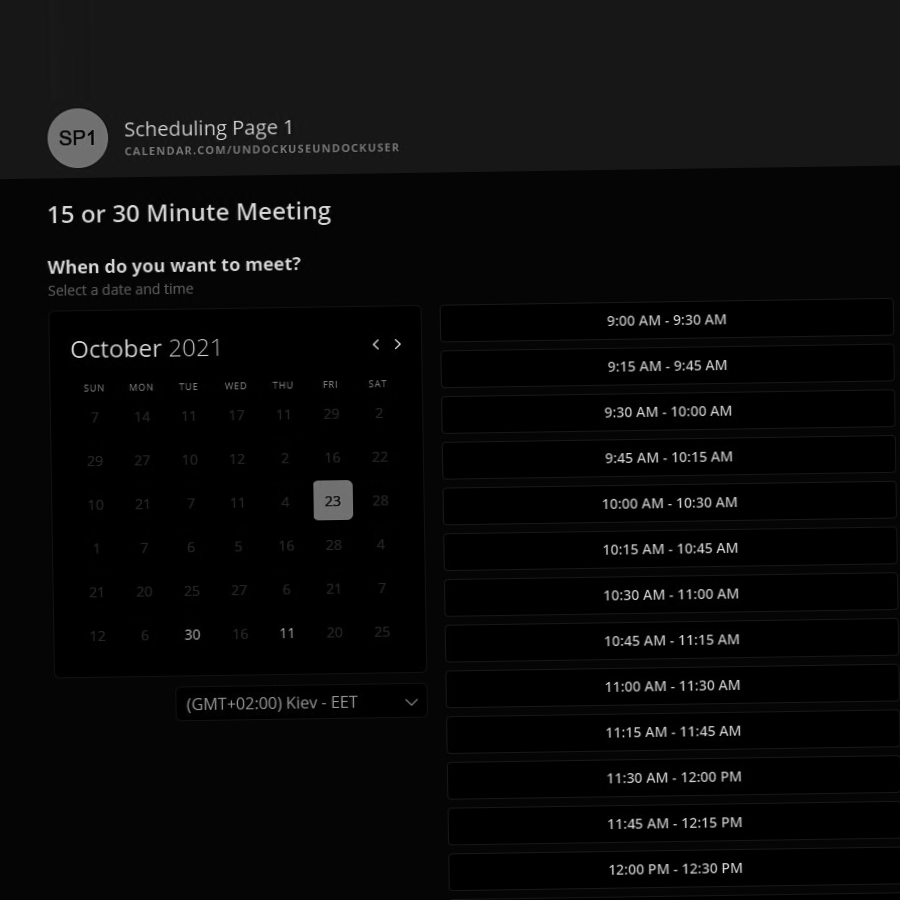 SP1
Scheduling Page 1
CALENDAR.COM/UNDOCKUSEUNDOCKUSER
15 or 30 Minute Meeting
When do you want to meet?
Select a date and time
October 2021
SUN MON TUE WED THU FRI SAT
7 14 11 17 11 29 2
29 27 10 12 2 16 22
10 21 7 11 4 23 28
1 7 6 5 16 28 4
21 20 25 27 6 21 7
12 6 30 16 11 20 25
(GMT+02:00) Kiev - EET
9:00 AM - 9:30 AM
9:15 AM - 9:45 AM
9:30 AM - 10:00 AM
9:45 AM - 10:15 AM
10:00 AM - 10:30 AM
10:15 AM - 10:45 AM
10:30 AM - 11:00 AM
10:45 AM - 11:15 AM
11:00 AM - 11:30 AM
11:15 AM - 11:45 AM
11:30 AM - 12:00 PM
11:45 AM - 12:15 PM
12:00 PM - 12:30 PM